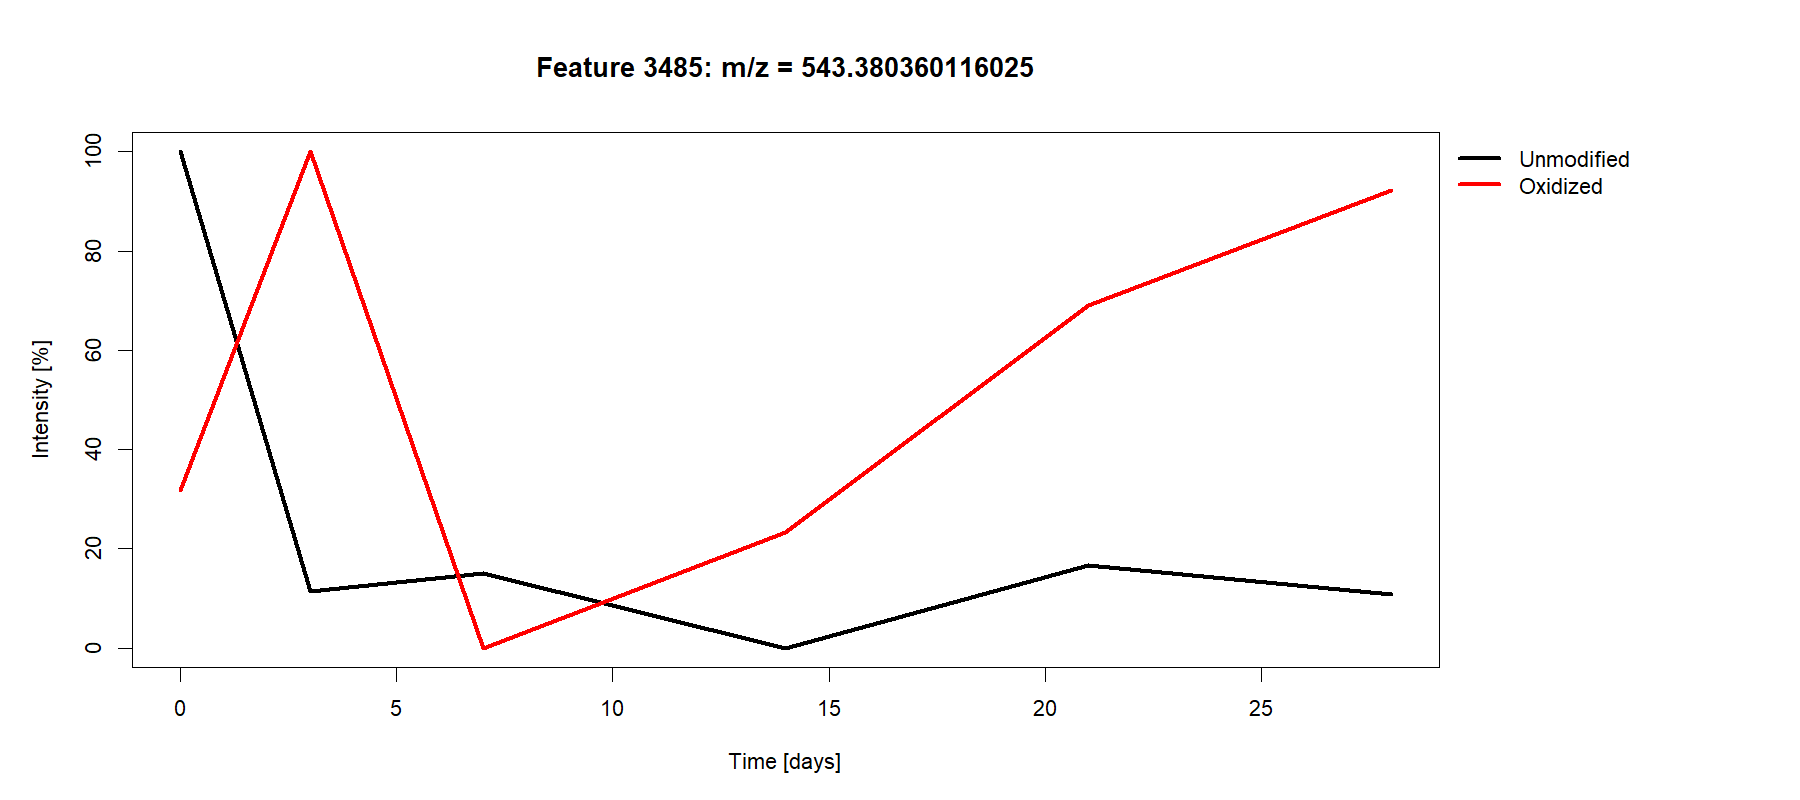 Feature 3485: m/z = 543.380360116025
Unmodified
Oxidized
Intensity [%]
100
80
60
40
20
0
0 5 10 15 20 25
Time [days]